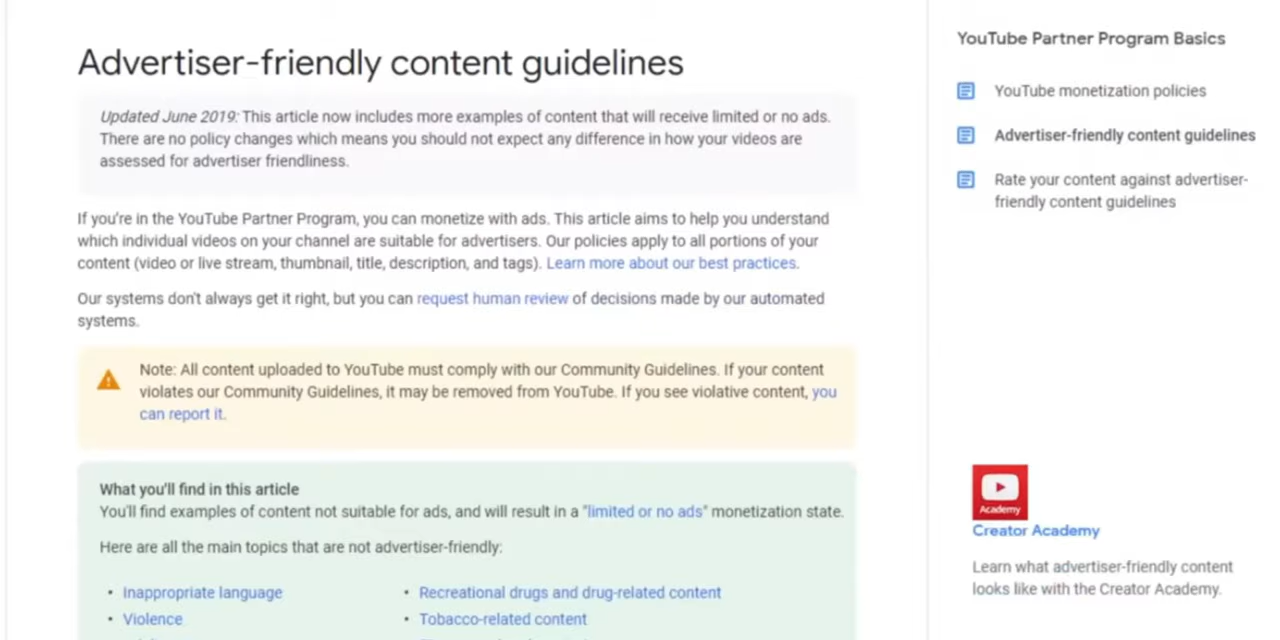 Advertiser-friendly content guidelines
Updated June 2019: This article now includes more examples of content that will receive limited or no ads.
There are no policy changes which means you should not expect any difference in how your videos are
assessed for advertiser friendliness.
If you're in the YouTube Partner Program, you can monetize with ads. This article aims to help you understand
which individual videos on your channel are suitable for advertisers. Our policies apply to all portions of your
content (video or live stream, thumbnail, title, description, and tags). Learn more about our best practices.
Our systems don't always get it right, but you can request human review of decisions made by our automated
systems.
Note: All content uploaded to YouTube must comply with our Community Guidelines. If your content
violates our Community Guidelines, it may be removed from YouTube. If you see violative content, you
can report it.
What you'll find in this article
You'll find examples of content not suitable for ads, and will result in a "limited or no ads" monetization state.
Here are all the main topics that are not advertiser-friendly:
• Inappropriate language
• Violence
• Recreational drugs and drug-related content
• Tobacco-related content
YouTube Partner Program Basics
YouTube monetization policies
Advertiser-friendly content guidelines
Rate your content against advertiser-
friendly content guidelines
Academy
Creator Academy
Learn what advertiser-friendly content
looks like with the Creator Academy.